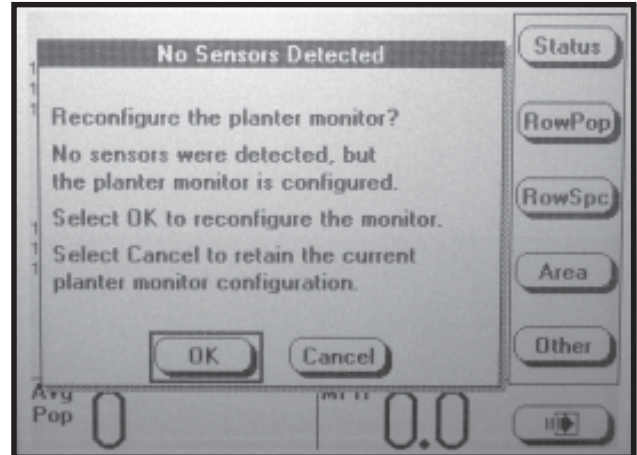 No Sensors Detected
Reconfigure the planter monitor?
No sensors were detected, but
the planter monitor is configured.
Select OK to reconfigure the monitor.
Select Cancel to retain the current
planter monitor configuration.
OK
Cancel
Status
RowPop
RowSpc
Area
Other
Avg
Pop
0
MPH
0.0